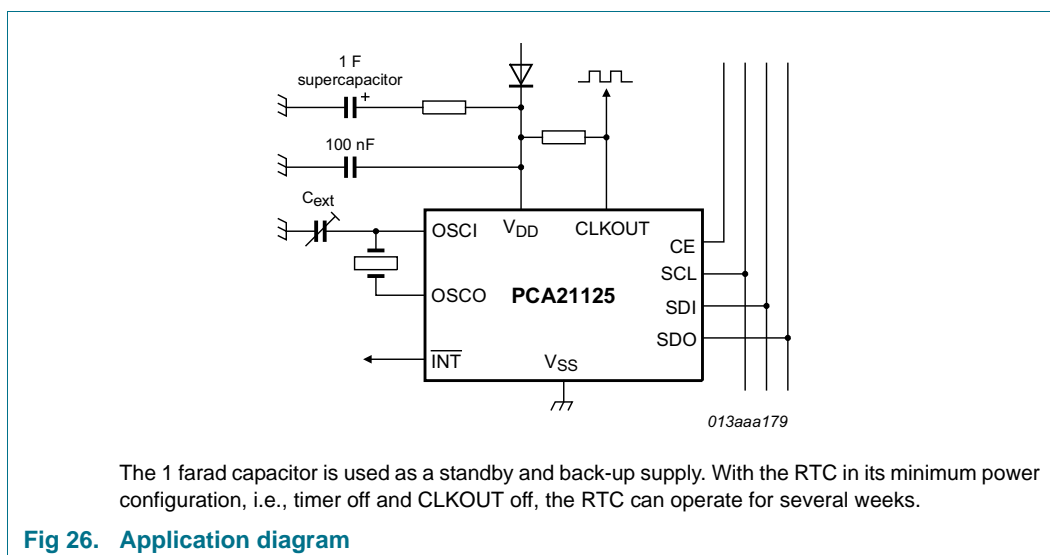 1 F
supercapacitor
+
100 nF
Cext
OSCI
VDD
CLKOUT
CE
SCL
OSCO
PCA21125
SDI
SDO
INT
VSS
013aaa179
The 1 farad capacitor is used as a standby and back-up supply. With the RTC in its minimum power
configuration, i.e., timer off and CLKOUT off, the RTC can operate for several weeks.
Fig 26. Application diagram